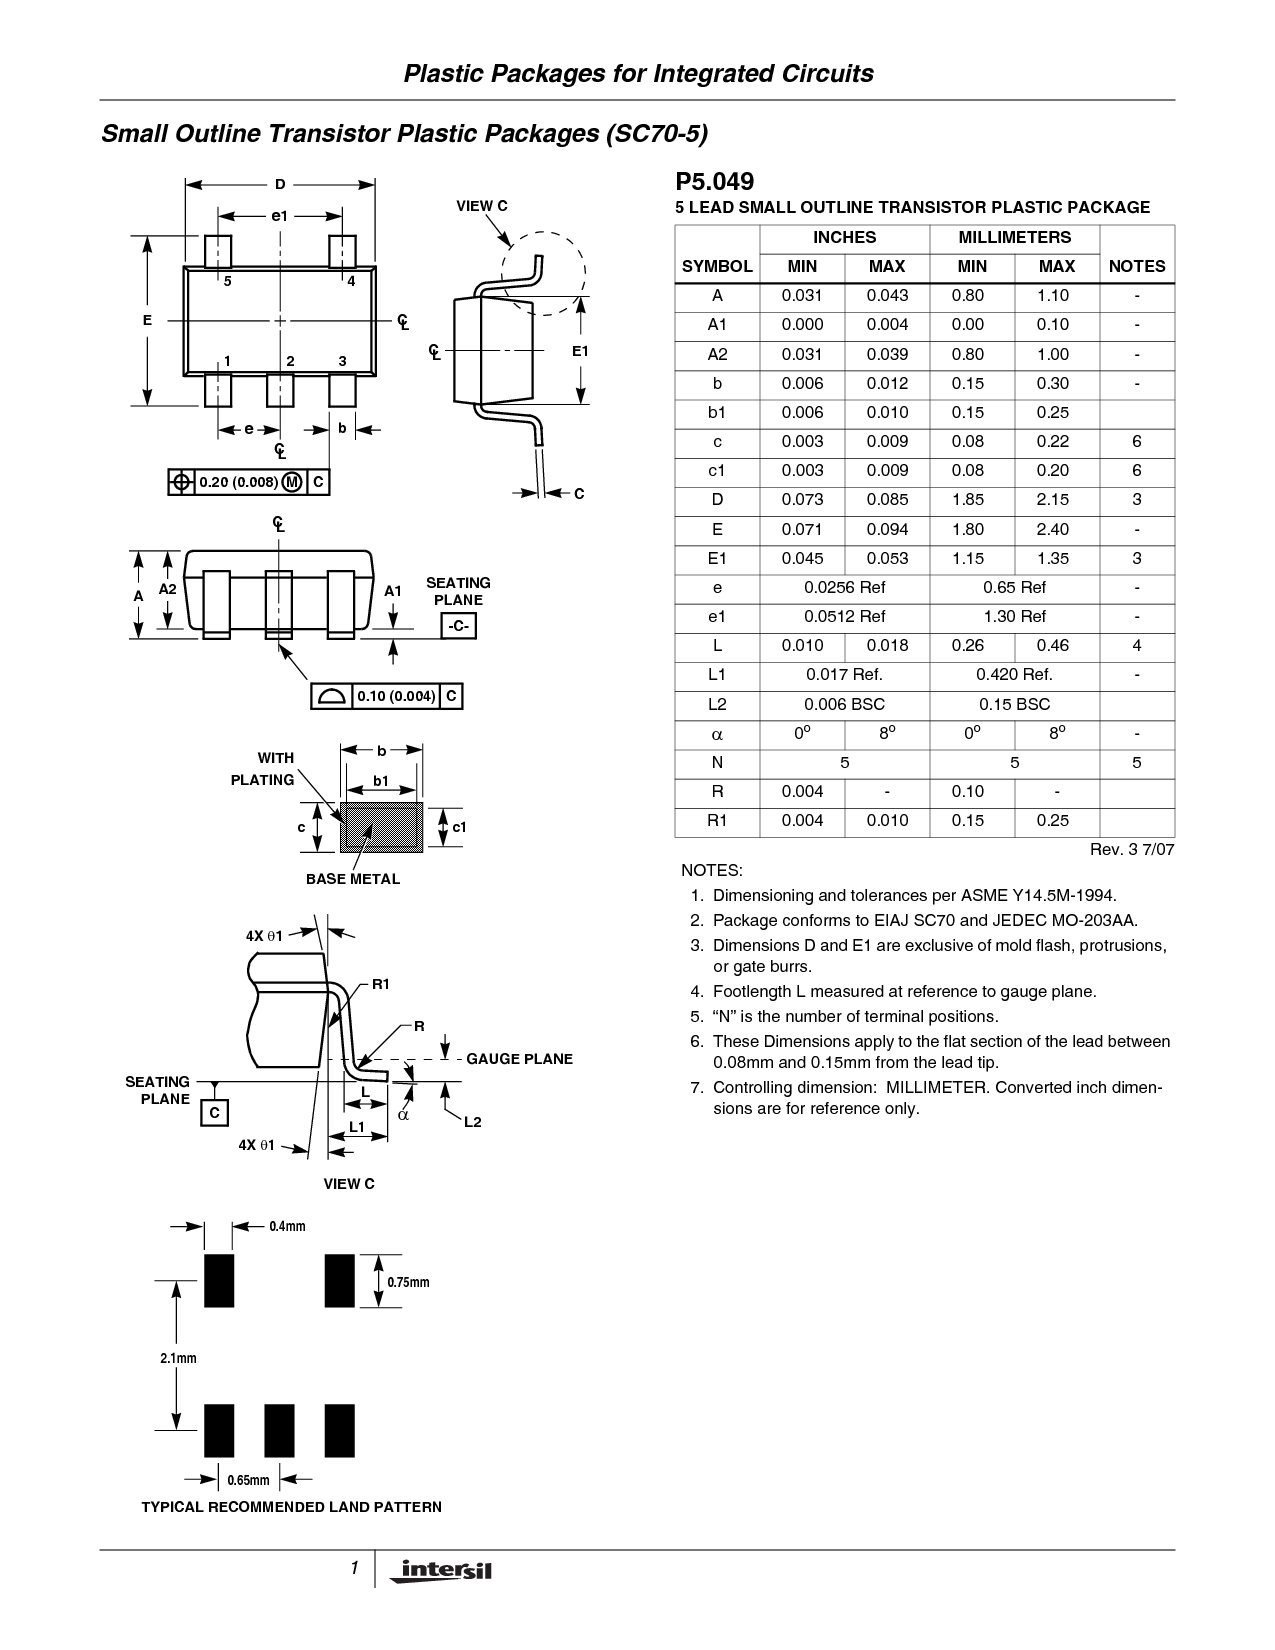 Plastic Packages for Integrated Circuits
Small Outline Transistor Plastic Packages (SC70-5)
D
e1
VIEW C
5 4
E
C L
1 2 3
C L
E1
e b
C L
0.20 (0.008) M C
C
C L
A A2 A1
SEATING
PLANE
-C-
0.10 (0.004) C
WITH
PLATING
b
b1
c c1
BASE METAL
4X θ1
R1
R
GAUGE PLANE
SEATING
PLANE
C
L
α
L1
L2
4X θ1
VIEW C
0.4mm
0.75mm
2.1mm
0.65mm
TYPICAL RECOMMENDED LAND PATTERN
P5.049
5 LEAD SMALL OUTLINE TRANSISTOR PLASTIC PACKAGE
INCHES MILLIMETERS
SYMBOL MIN MAX MIN MAX NOTES
A 0.031 0.043 0.80 1.10 -
A1 0.000 0.004 0.00 0.10 -
A2 0.031 0.039 0.80 1.00 -
b 0.006 0.012 0.15 0.30 -
b1 0.006 0.010 0.15 0.25
c 0.003 0.009 0.08 0.22 6
c1 0.003 0.009 0.08 0.20 6
D 0.073 0.085 1.85 2.15 3
E 0.071 0.094 1.80 2.40 -
E1 0.045 0.053 1.15 1.35 3
e 0.0256 Ref 0.65 Ref -
e1 0.0512 Ref 1.30 Ref -
L 0.010 0.018 0.26 0.46 4
L1 0.017 Ref. 0.420 Ref. -
L2 0.006 BSC 0.15 BSC
α 0º 8º 0º 8º -
N 5 5 5
R 0.004 - 0.10 -
R1 0.004 0.010 0.15 0.25
Rev. 3 7/07
NOTES:
1. Dimensioning and tolerances per ASME Y14.5M-1994.
2. Package conforms to EIAJ SC70 and JEDEC MO-203AA.
3. Dimensions D and E1 are exclusive of mold flash, protrusions,
or gate burrs.
4. Footlength L measured at reference to gauge plane.
5. “N” is the number of terminal positions.
6. These Dimensions apply to the flat section of the lead between
0.08mm and 0.15mm from the lead tip.
7. Controlling dimension: MILLIMETER. Converted inch dimen-
sions are for reference only.
1
intersil